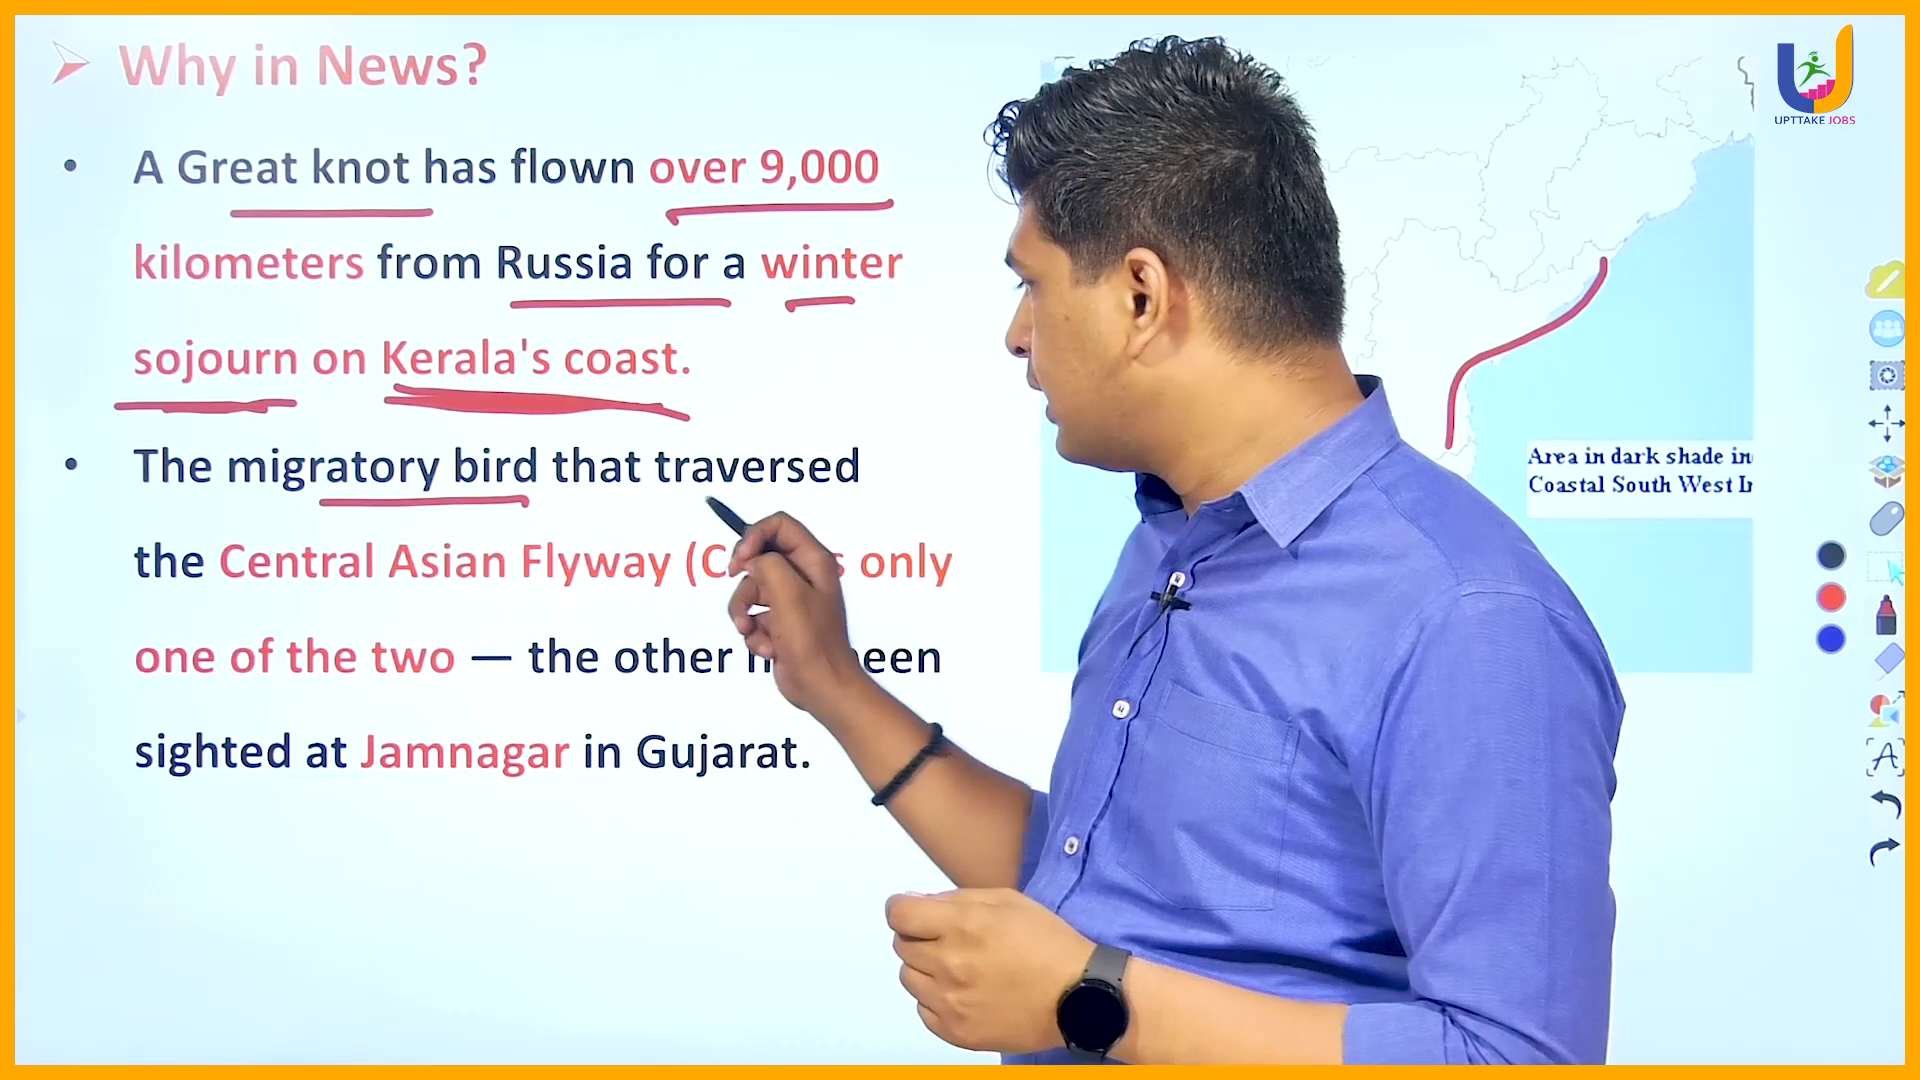 Why in News?
• A Great knot has flown over 9,000
kilometers from Russia for a winter
sojourn on Kerala's coast.
• The migratory bird that traversed
the Central Asian Flyway (C s only
one of the two — the other h een
sighted at Jamnagar in Gujarat.
Area in dark shade in
Coastal South West In
UPTTAKE JOBS
A